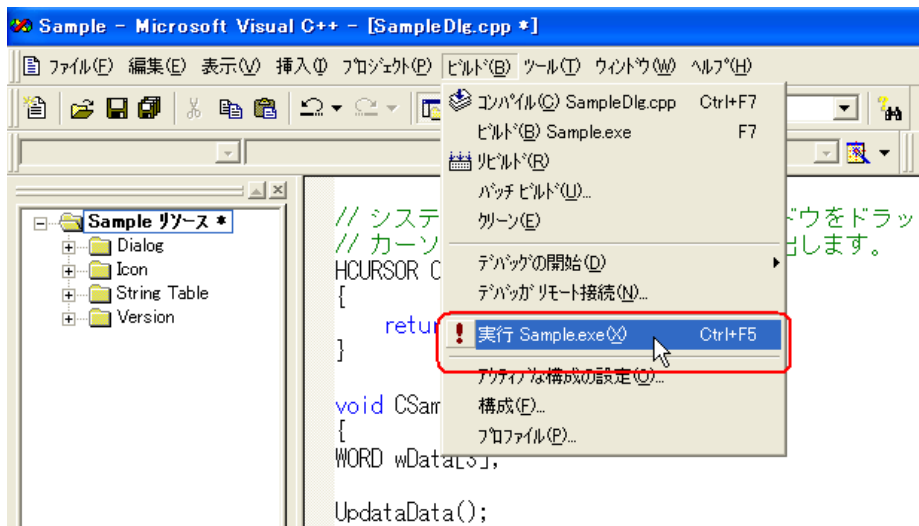 Sample - Microsoft Visual C++ - [SampleDlg.cpp *]
ﾌｧｲﾙ(F) 編集(E) 表示(V) 挿入(I) ﾌﾟﾛｼﾞｪｸﾄ(P) ﾋﾞﾙﾄﾞ(B) ﾂｰﾙ(T) ｳｨﾝﾄﾞｳ(W) ﾍﾙﾌﾟ(H)
ｺﾝﾊﾟｲﾙ(C) SampleDlg.cpp Ctrl+F7
ﾋﾞﾙﾄﾞ(B) Sample.exe F7
ﾘﾋﾞﾙﾄﾞ(R)
ﾊﾞｯﾁ ﾋﾞﾙﾄﾞ(U)...
ｸﾘｰﾝ(E)
ﾃﾞﾊﾞｯｸﾞの開始(D)
ﾃﾞﾊﾞｯｶﾞ ﾘﾓｰﾄ接続(N)...
実行 Sample.exe(X) Ctrl+F5
ｱｸﾃｨﾌﾞな構成の設定(O)...
構成(F)...
ﾌﾟﾛﾌｧｲﾙ(P)...
Sample ﾘｿｰｽ *
Dialog
Icon
String Table
Version
// システ ウをドラッ
// カーソ 出します。
HCURSOR C
{
retur
}
void CSam
{
WORD wData[3],
UpdataData();